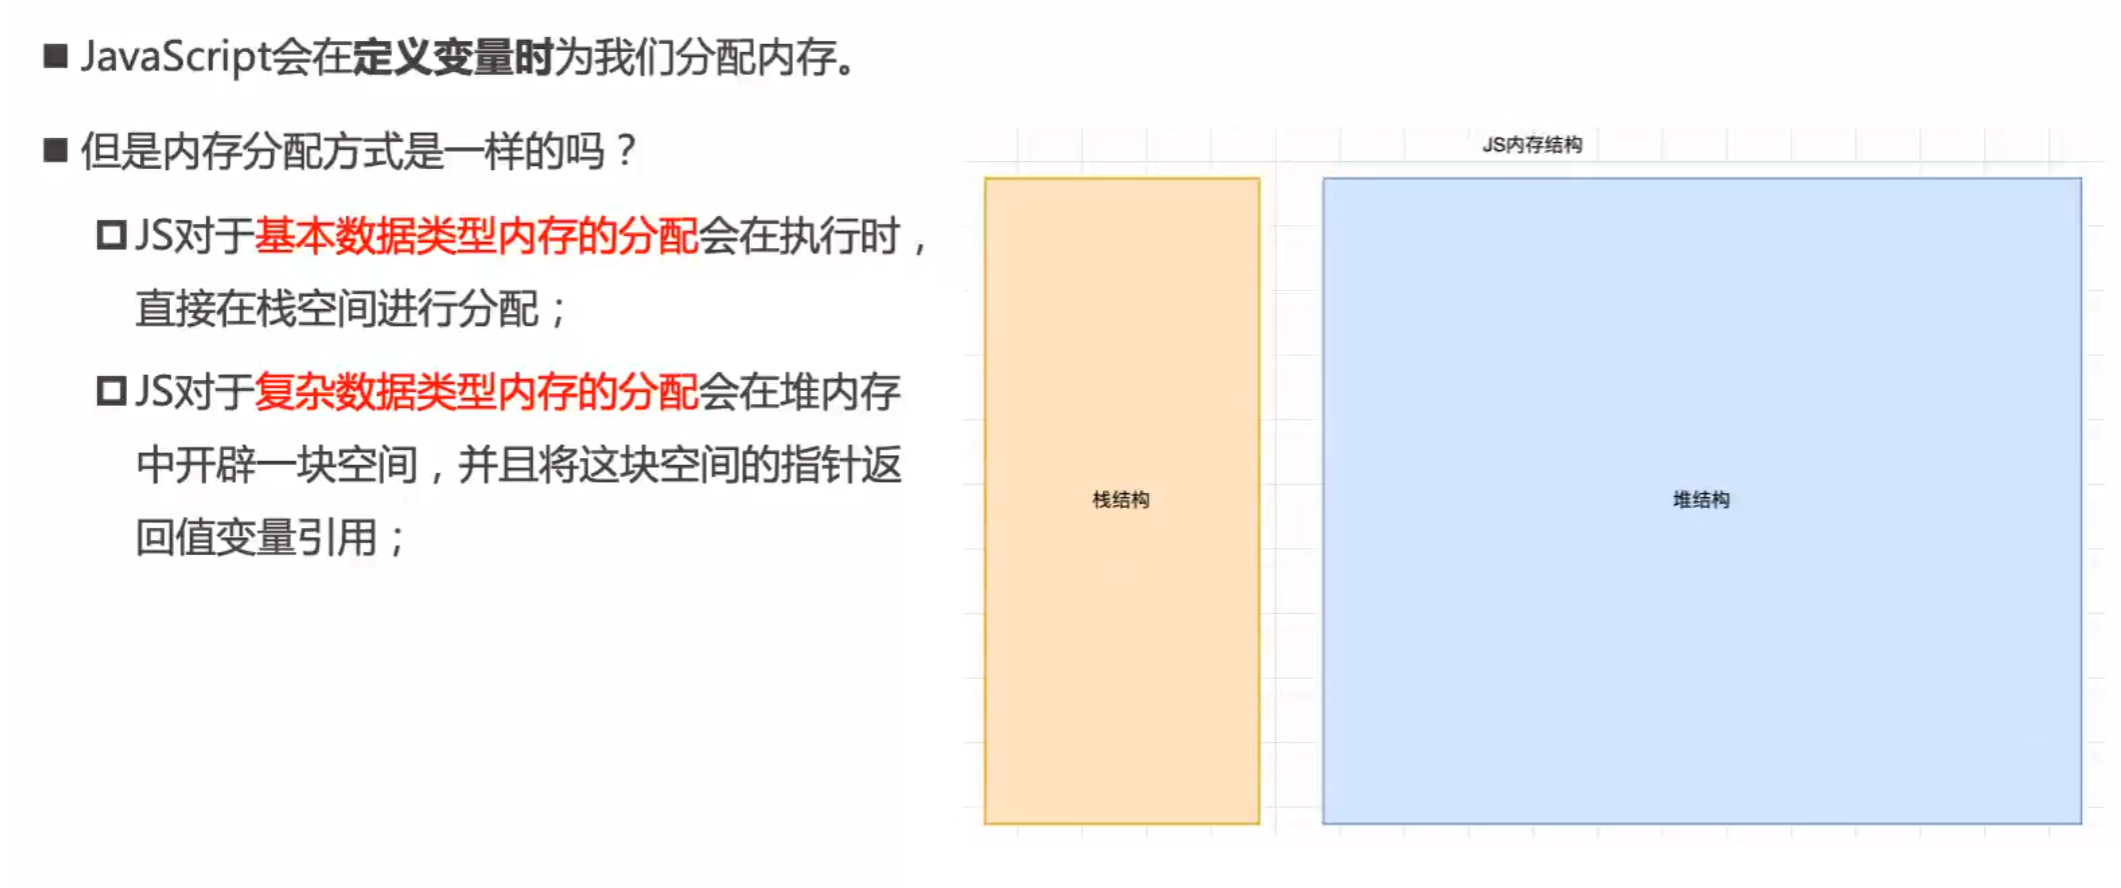 ■ JavaScript会在定义变量时为我们分配内存。
■ 但是内存分配方式是一样的吗？
JS对于基本数据类型内存的分配会在执行时，
直接在栈空间进行分配；
JS对于复杂数据类型内存的分配会在堆内存
中开辟一块空间，并且将这块空间的指针返
回值变量引用；
JS内存结构
栈结构
堆结构